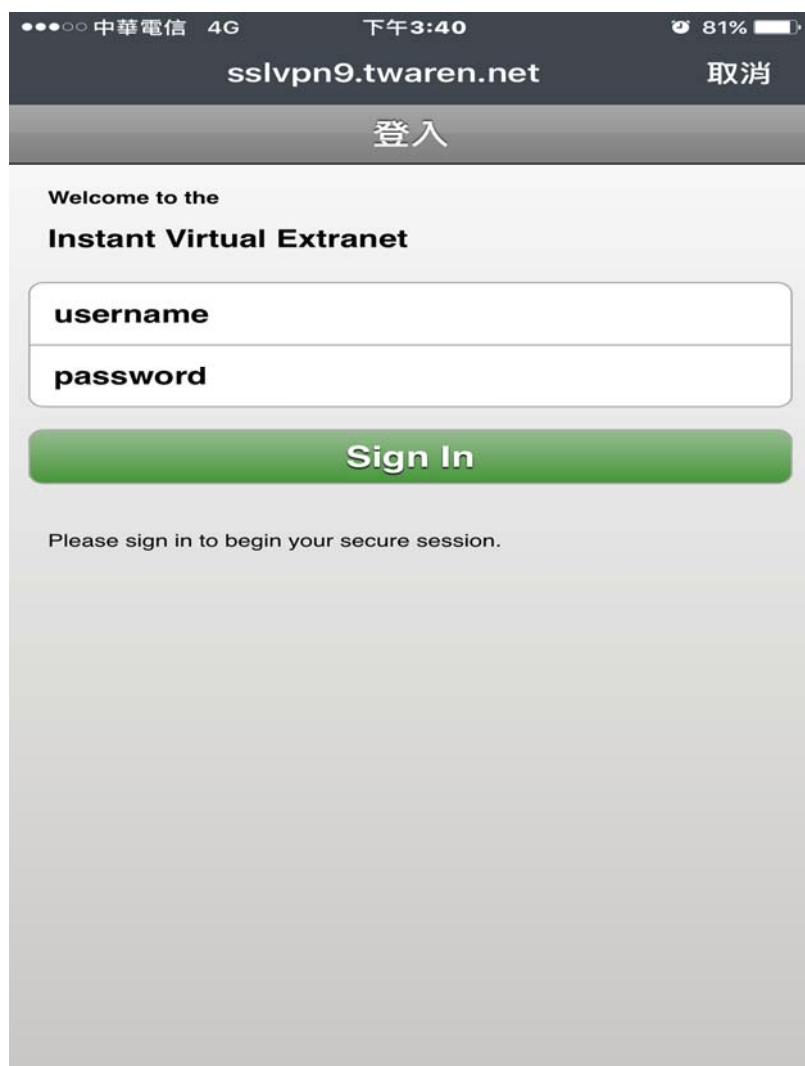 中華電信 4G 下午3:40 81%
sslvpn9.twaren.net 取消
登入
Welcome to the
Instant Virtual Extranet
username
password
Sign In
Please sign in to begin your secure session.